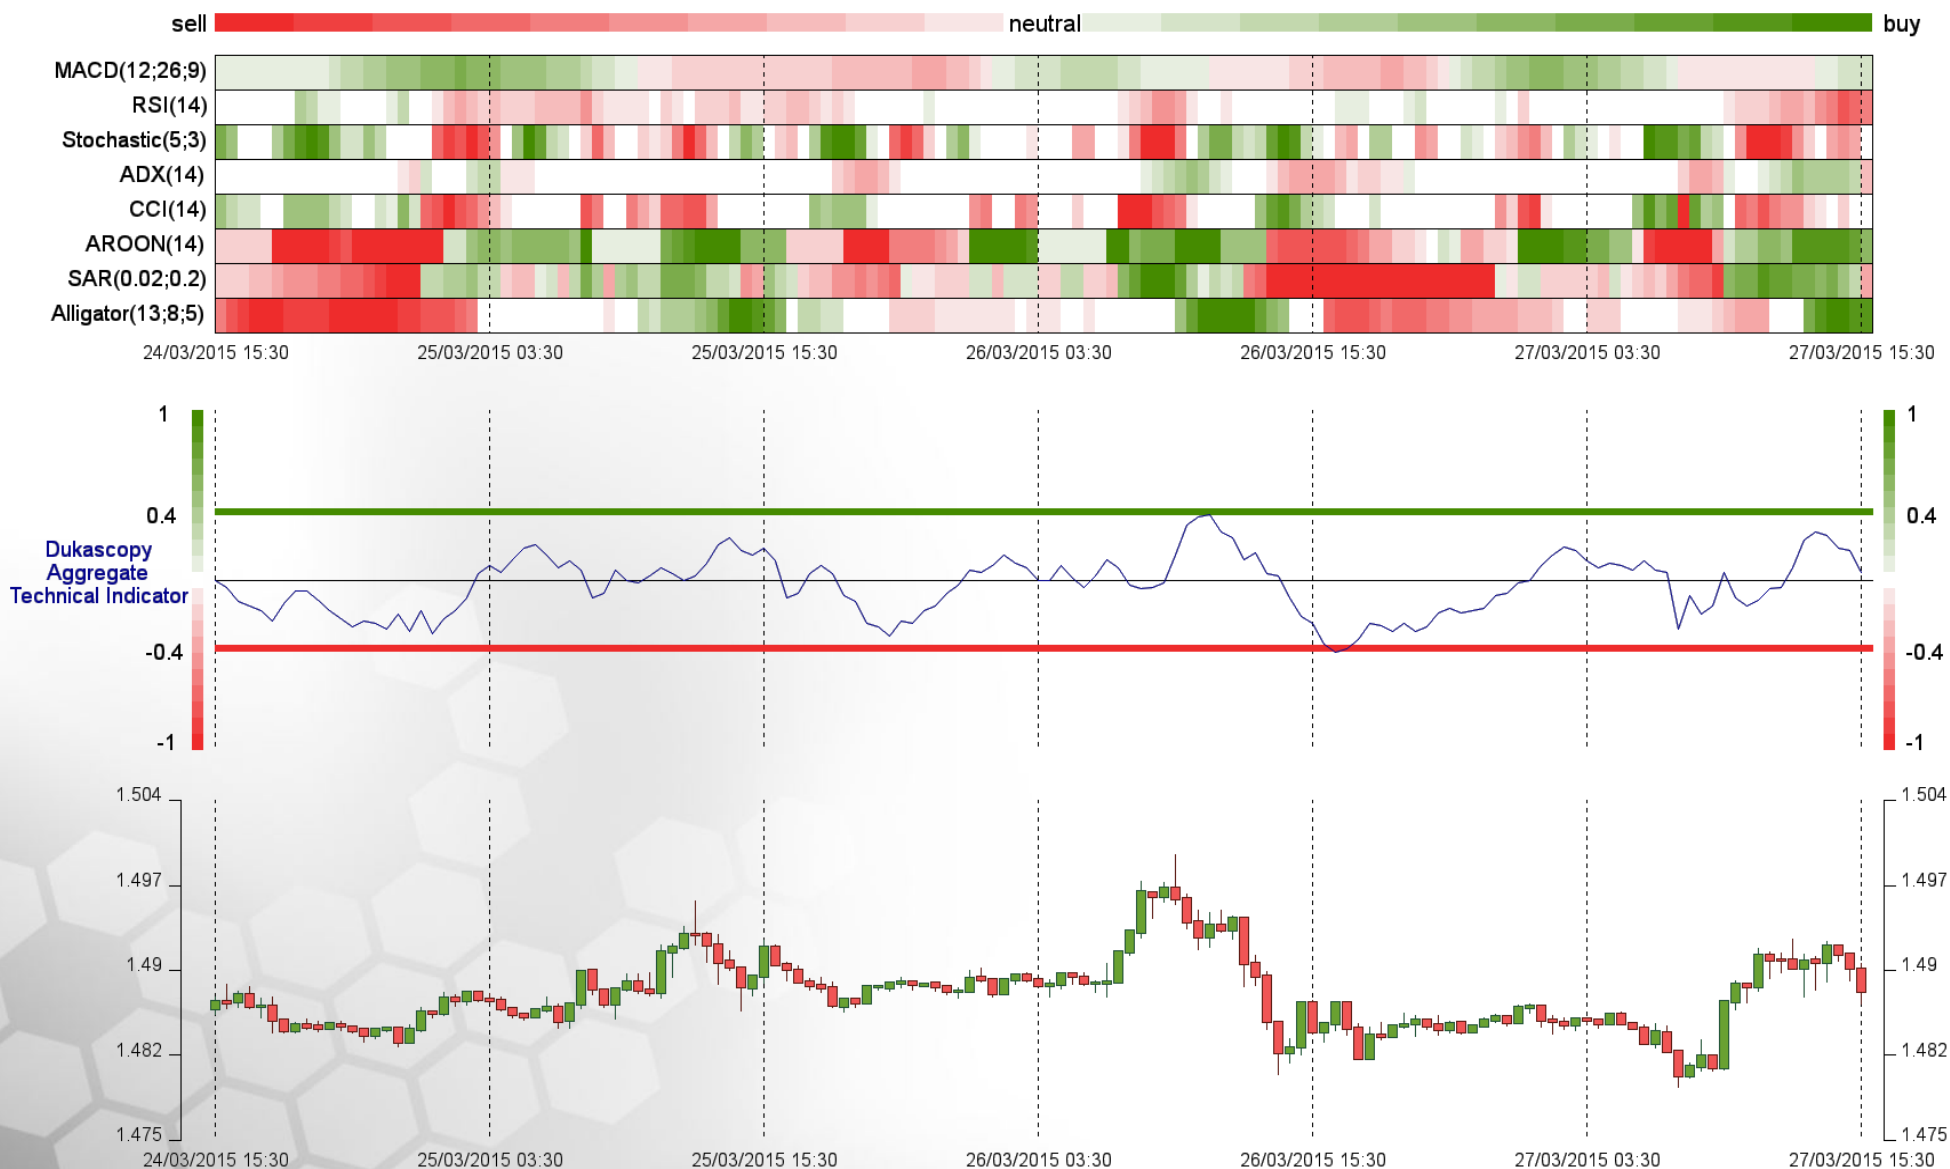 sell neutral buy
MACD(12;26;9)
RSI(14)
Stochastic(5;3)
ADX(14)
CCI(14)
AROON(14)
SAR(0.02;0.2)
Alligator(13;8;5)
24/03/2015 15:30 25/03/2015 03:30 25/03/2015 15:30 26/03/2015 03:30 26/03/2015 15:30 27/03/2015 03:30 27/03/2015 15:30
1 1
0.4 0.4
Dukascopy
Aggregate
Technical Indicator
-0.4 -0.4
-1 -1
1.504 1.504
1.497 1.497
1.49 1.49
1.482 1.482
1.475 1.475
24/03/2015 15:30 25/03/2015 03:30 25/03/2015 15:30 26/03/2015 03:30 26/03/2015 15:30 27/03/2015 03:30 27/03/2015 15:30